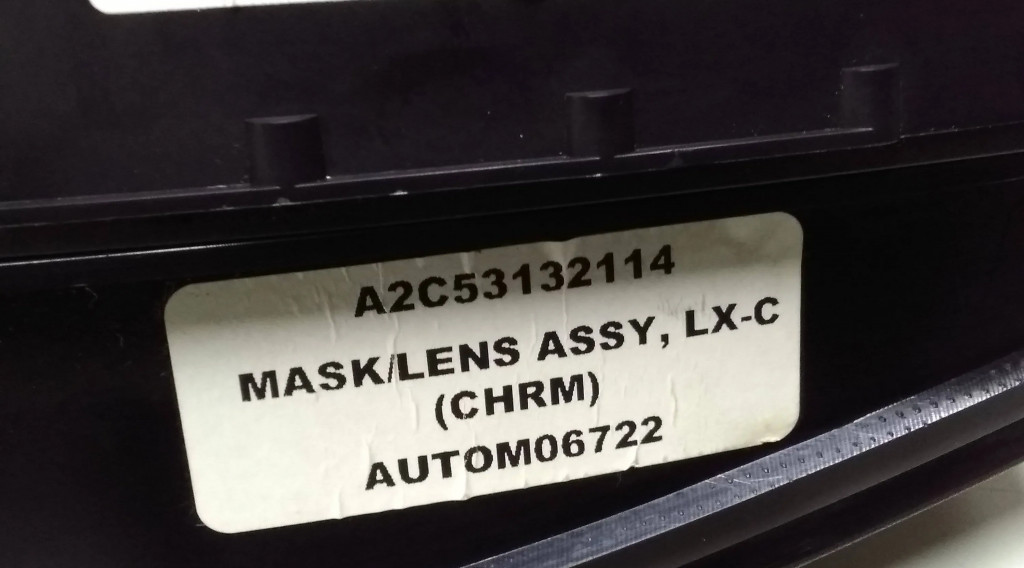 A2C53132114
MASK/LENS ASSY, LX-C
(CHRM)
AUTOM06722